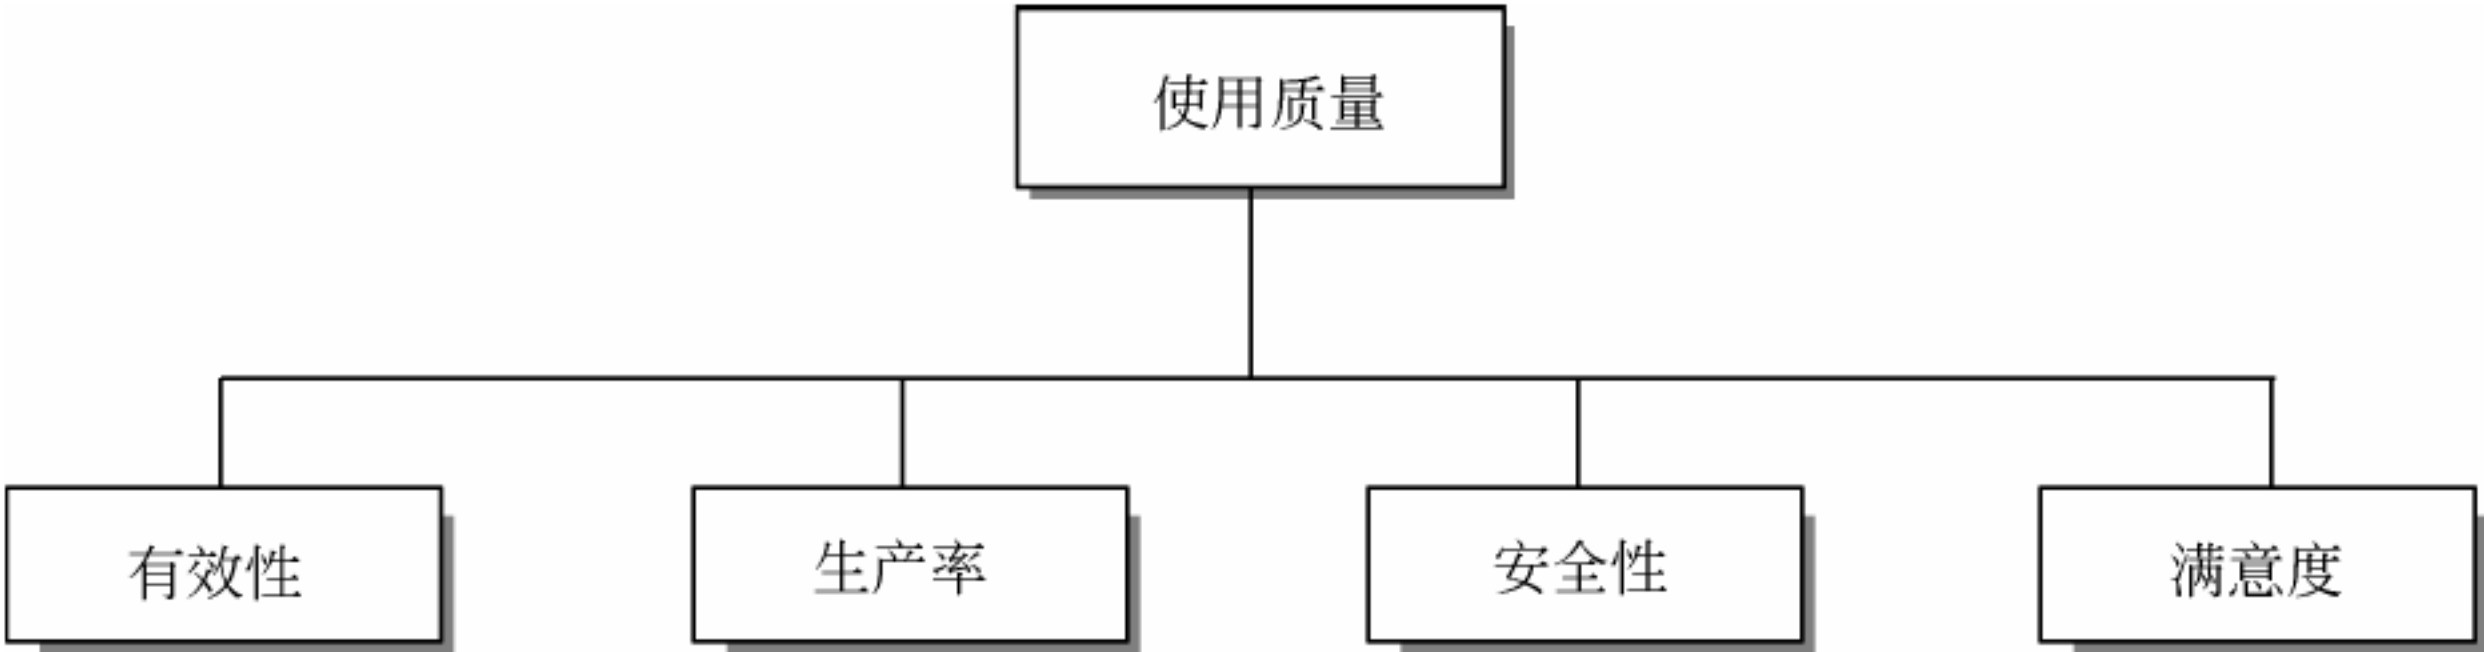 使用质量
有效性
生产率
安全性
满意度